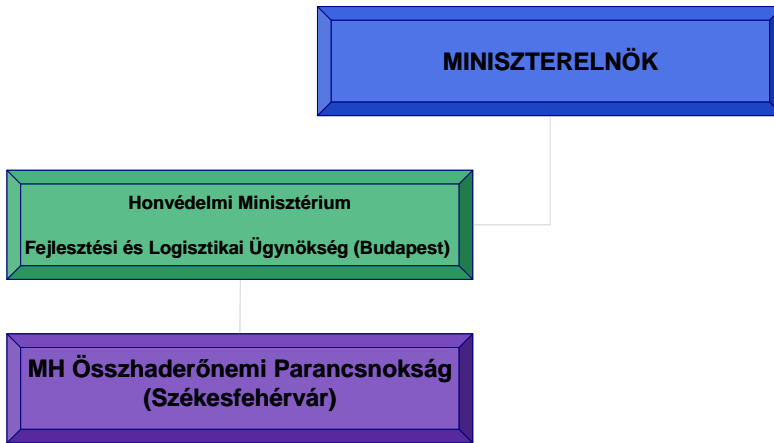 MINISZTERELNÖK
Honvédelmi Minisztérium
Fejlesztési és Logisztikai Ügynökség (Budapest)
MH Összhaderőnemi Parancsnokság
(Székesfehérvár)